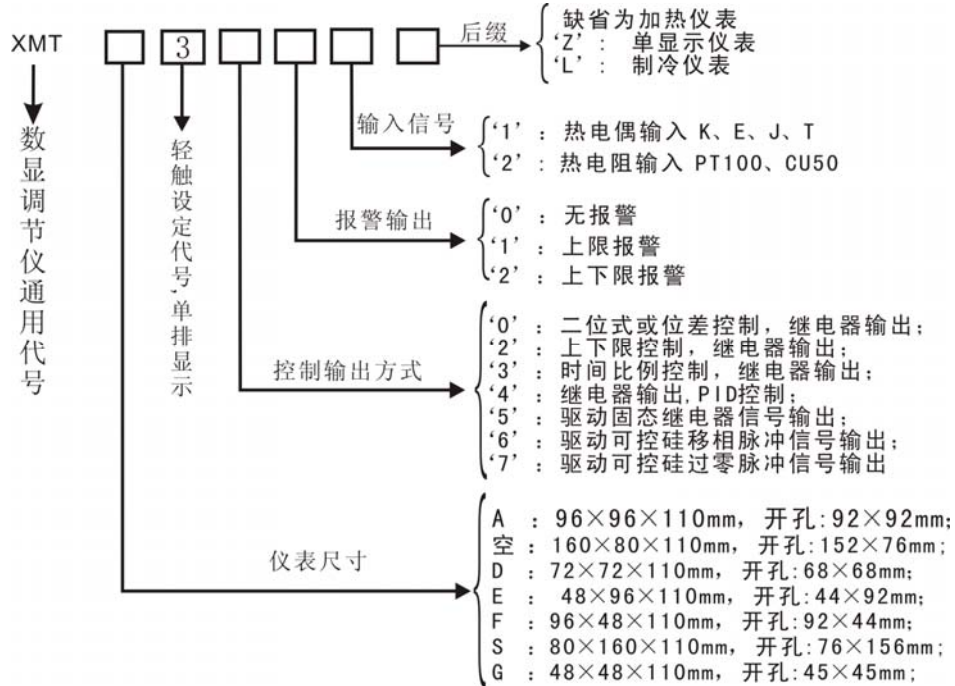 XMT 3 后缀
缺省为加热仪表
‘Z’: 单显示仪表
‘L’: 制冷仪表
数显调节仪通用代号
轻触设定代号,单排显示
输入信号
‘1’: 热电偶输入 K、E、J、T
‘2’: 热电阻输入 PT100、CU50
报警输出
‘0’: 无报警
‘1’: 上限报警
‘2’: 上下限报警
控制输出方式
‘0’: 二位式或位差控制, 继电器输出;
‘2’: 上下限控制, 继电器输出;
‘3’: 时间比例控制, 继电器输出;
‘4’: 继电器输出, PID控制;
‘5’: 驱动固态继电器信号输出;
‘6’: 驱动可控硅移相脉冲信号输出;
‘7’: 驱动可控硅过零脉冲信号输出
仪表尺寸
A : 96×96×110mm, 开孔:92×92mm;
空 : 160×80×110mm, 开孔:152×76mm;
D : 72×72×110mm, 开孔:68×68mm;
E : 48×96×110mm, 开孔:44×92mm;
F : 96×48×110mm, 开孔:92×44mm;
S : 80×160×110mm, 开孔:76×156mm;
G : 48×48×110mm, 开孔:45×45mm;